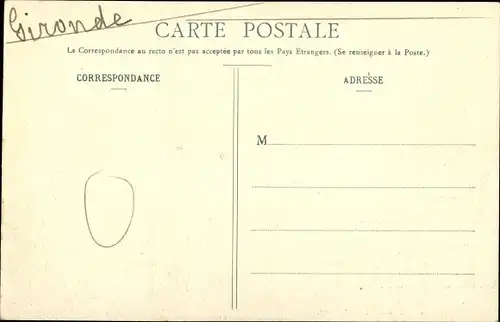 Gironde
CARTE POSTALE
La Correspondance au recto n'est pas acceptée par tous les Pays Etrangers. (Se renseigner à la Poste.)
CORRESPONDANCE
ADRESSE
M